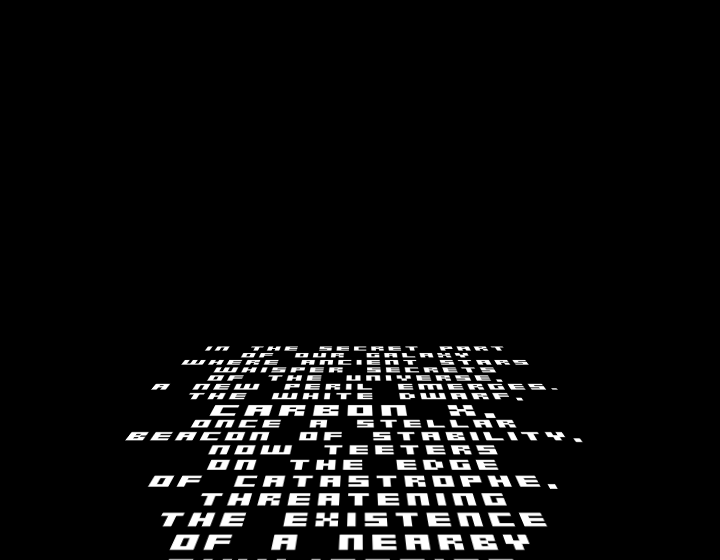 IN THE SECRET PART
OF OUR GALAXY
WHERE ANCIENT STARS
WHISPER SECRETS
OF THE UNIVERSE,
A NEW PERIL EMERGES.
THE WHITE DWARF,
CARBON X,
ONCE A STELLAR
BEACON OF STABILITY,
NOW TEETERS
ON THE EDGE
OF CATASTROPHE,
THREATENING
THE EXISTENCE
OF A NEARBY